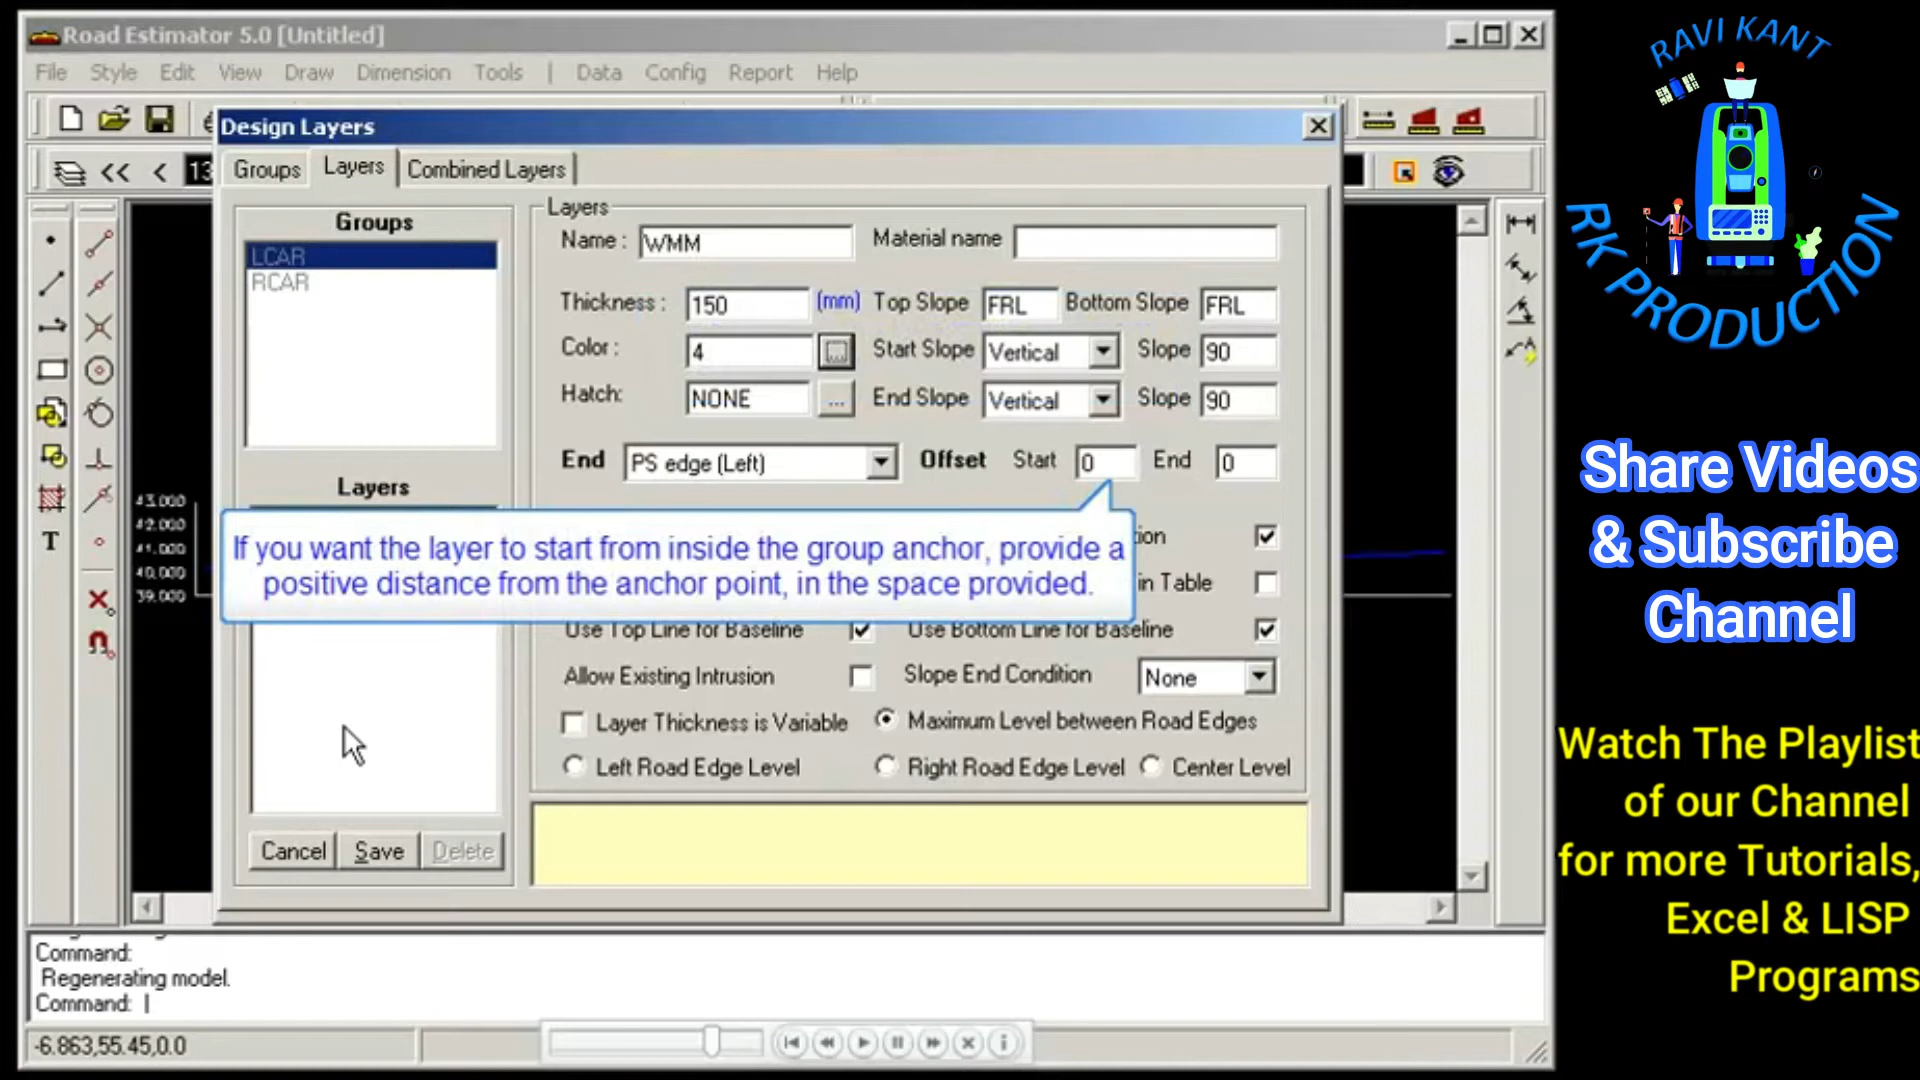 Road Estimator 5.0 [Untitled]
File Style Edit View Draw Dimension Tools | Data Config Report Help
Design Layers
Groups Layers Combined Layers
<< < 13
Groups
LCAR
RCAR
Layers
Layers
Name : WMM Material name
Thickness : 150 (mm) Top Slope FRL Bottom Slope FRL
Color : 4 Start Slope Vertical Slope 90
Hatch: NONE ... End Slope Vertical Slope 90
End PS edge (Left) Offset Start 0 End 0
If you want the layer to start from inside the group anchor, provide a
positive distance from the anchor point, in the space provided.
in Table
Use Top Line for Baseline Use Bottom Line for Baseline
Allow Existing Intrusion Slope End Condition None
Layer Thickness is Variable Maximum Level between Road Edges
Left Road Edge Level Right Road Edge Level Center Level
Cancel Save Delete
43.000
42.000
41.000
40.000
39.000
T
Command:
Regenerating model.
Command:
-6.863,55.45,0.0
RAVI KANT
RK PRODUCTION
Share Videos
& Subscribe
Channel
Watch The Playlist
of our Channel
for more Tutorials,
Excel & LISP
Programs